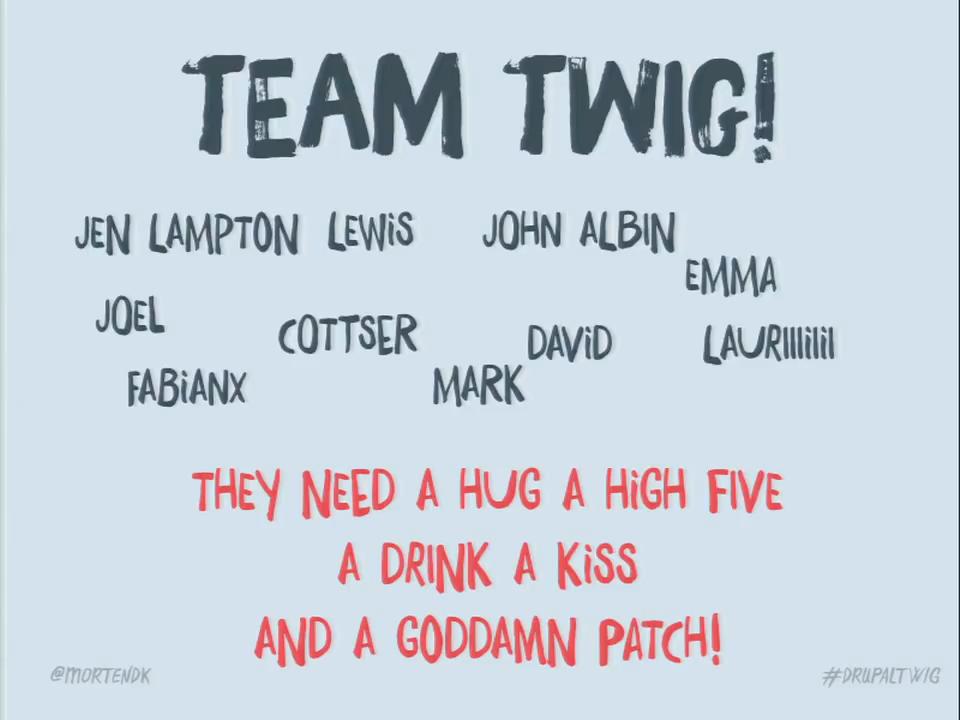 TEAM TWIG!
JEN LAMPTON LEWiS JOHN ALBIN
EMMA
JOEL
COTTSER DAViD LAURIIIiIiI
FABiANX MARK
THEY NEED A HUG A HiGH FIVE
A DRINK A KiSS
AND A GODDAMN PATCH!
@MORTENDK #DRUPALTWIG